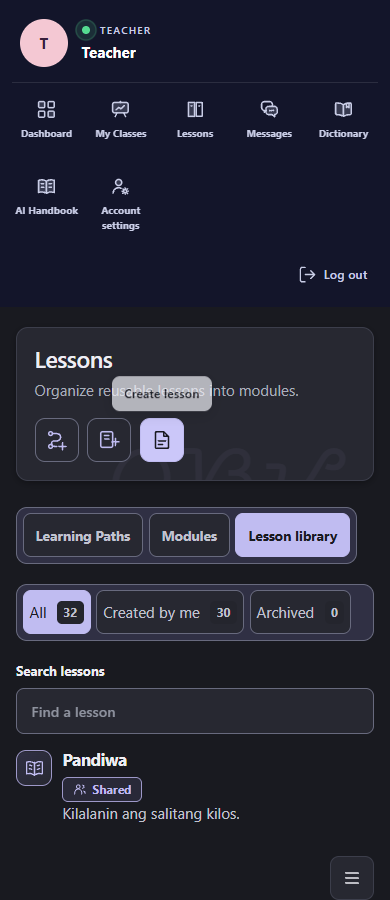 T
TEACHER
Teacher
Dashboard
My Classes
Lessons
Messages
Dictionary
AI Handbook
Account
settings
Log out
Lessons
Organize reusable lessons into modules.
Create lesson
Learning Paths
Modules
Lesson library
All 32
Created by me 30
Archived 0
Search lessons
Find a lesson
Pandiwa
Shared
Kilalanin ang salitang kilos.